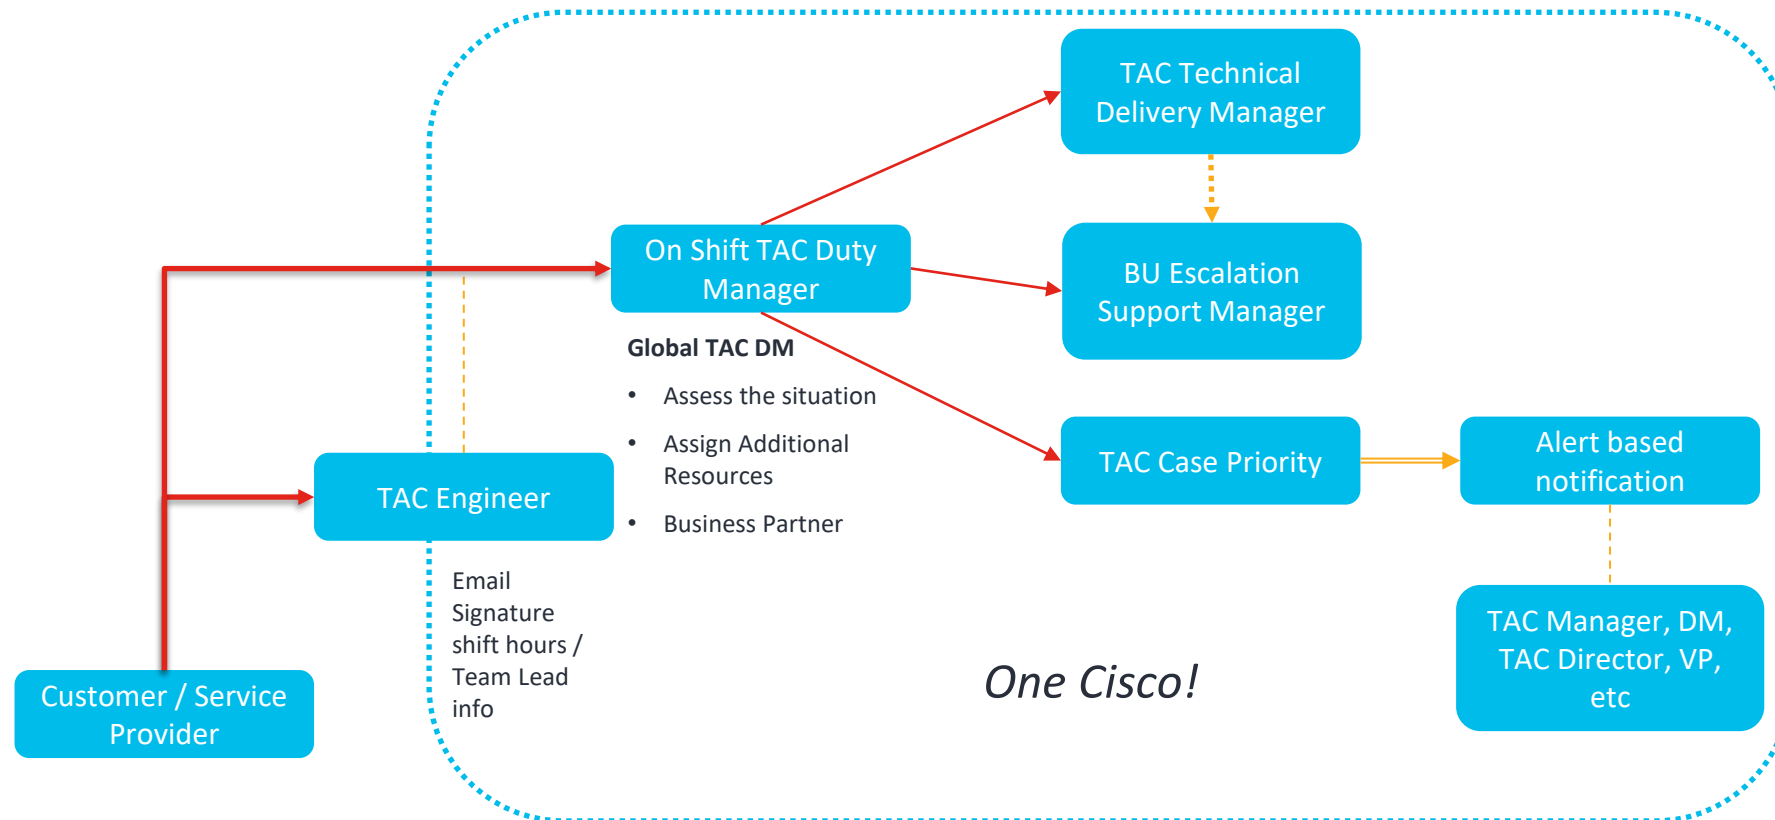 TAC Technical
Delivery Manager
On Shift TAC Duty
Manager
BU Escalation
Support Manager
Global TAC DM
• Assess the situation
• Assign Additional
Resources
• Business Partner
TAC Case Priority
Alert based
notification
TAC Engineer
Email
Signature
shift hours /
Team Lead
info
Customer / Service
Provider
One Cisco!
TAC Manager, DM,
TAC Director, VP,
etc